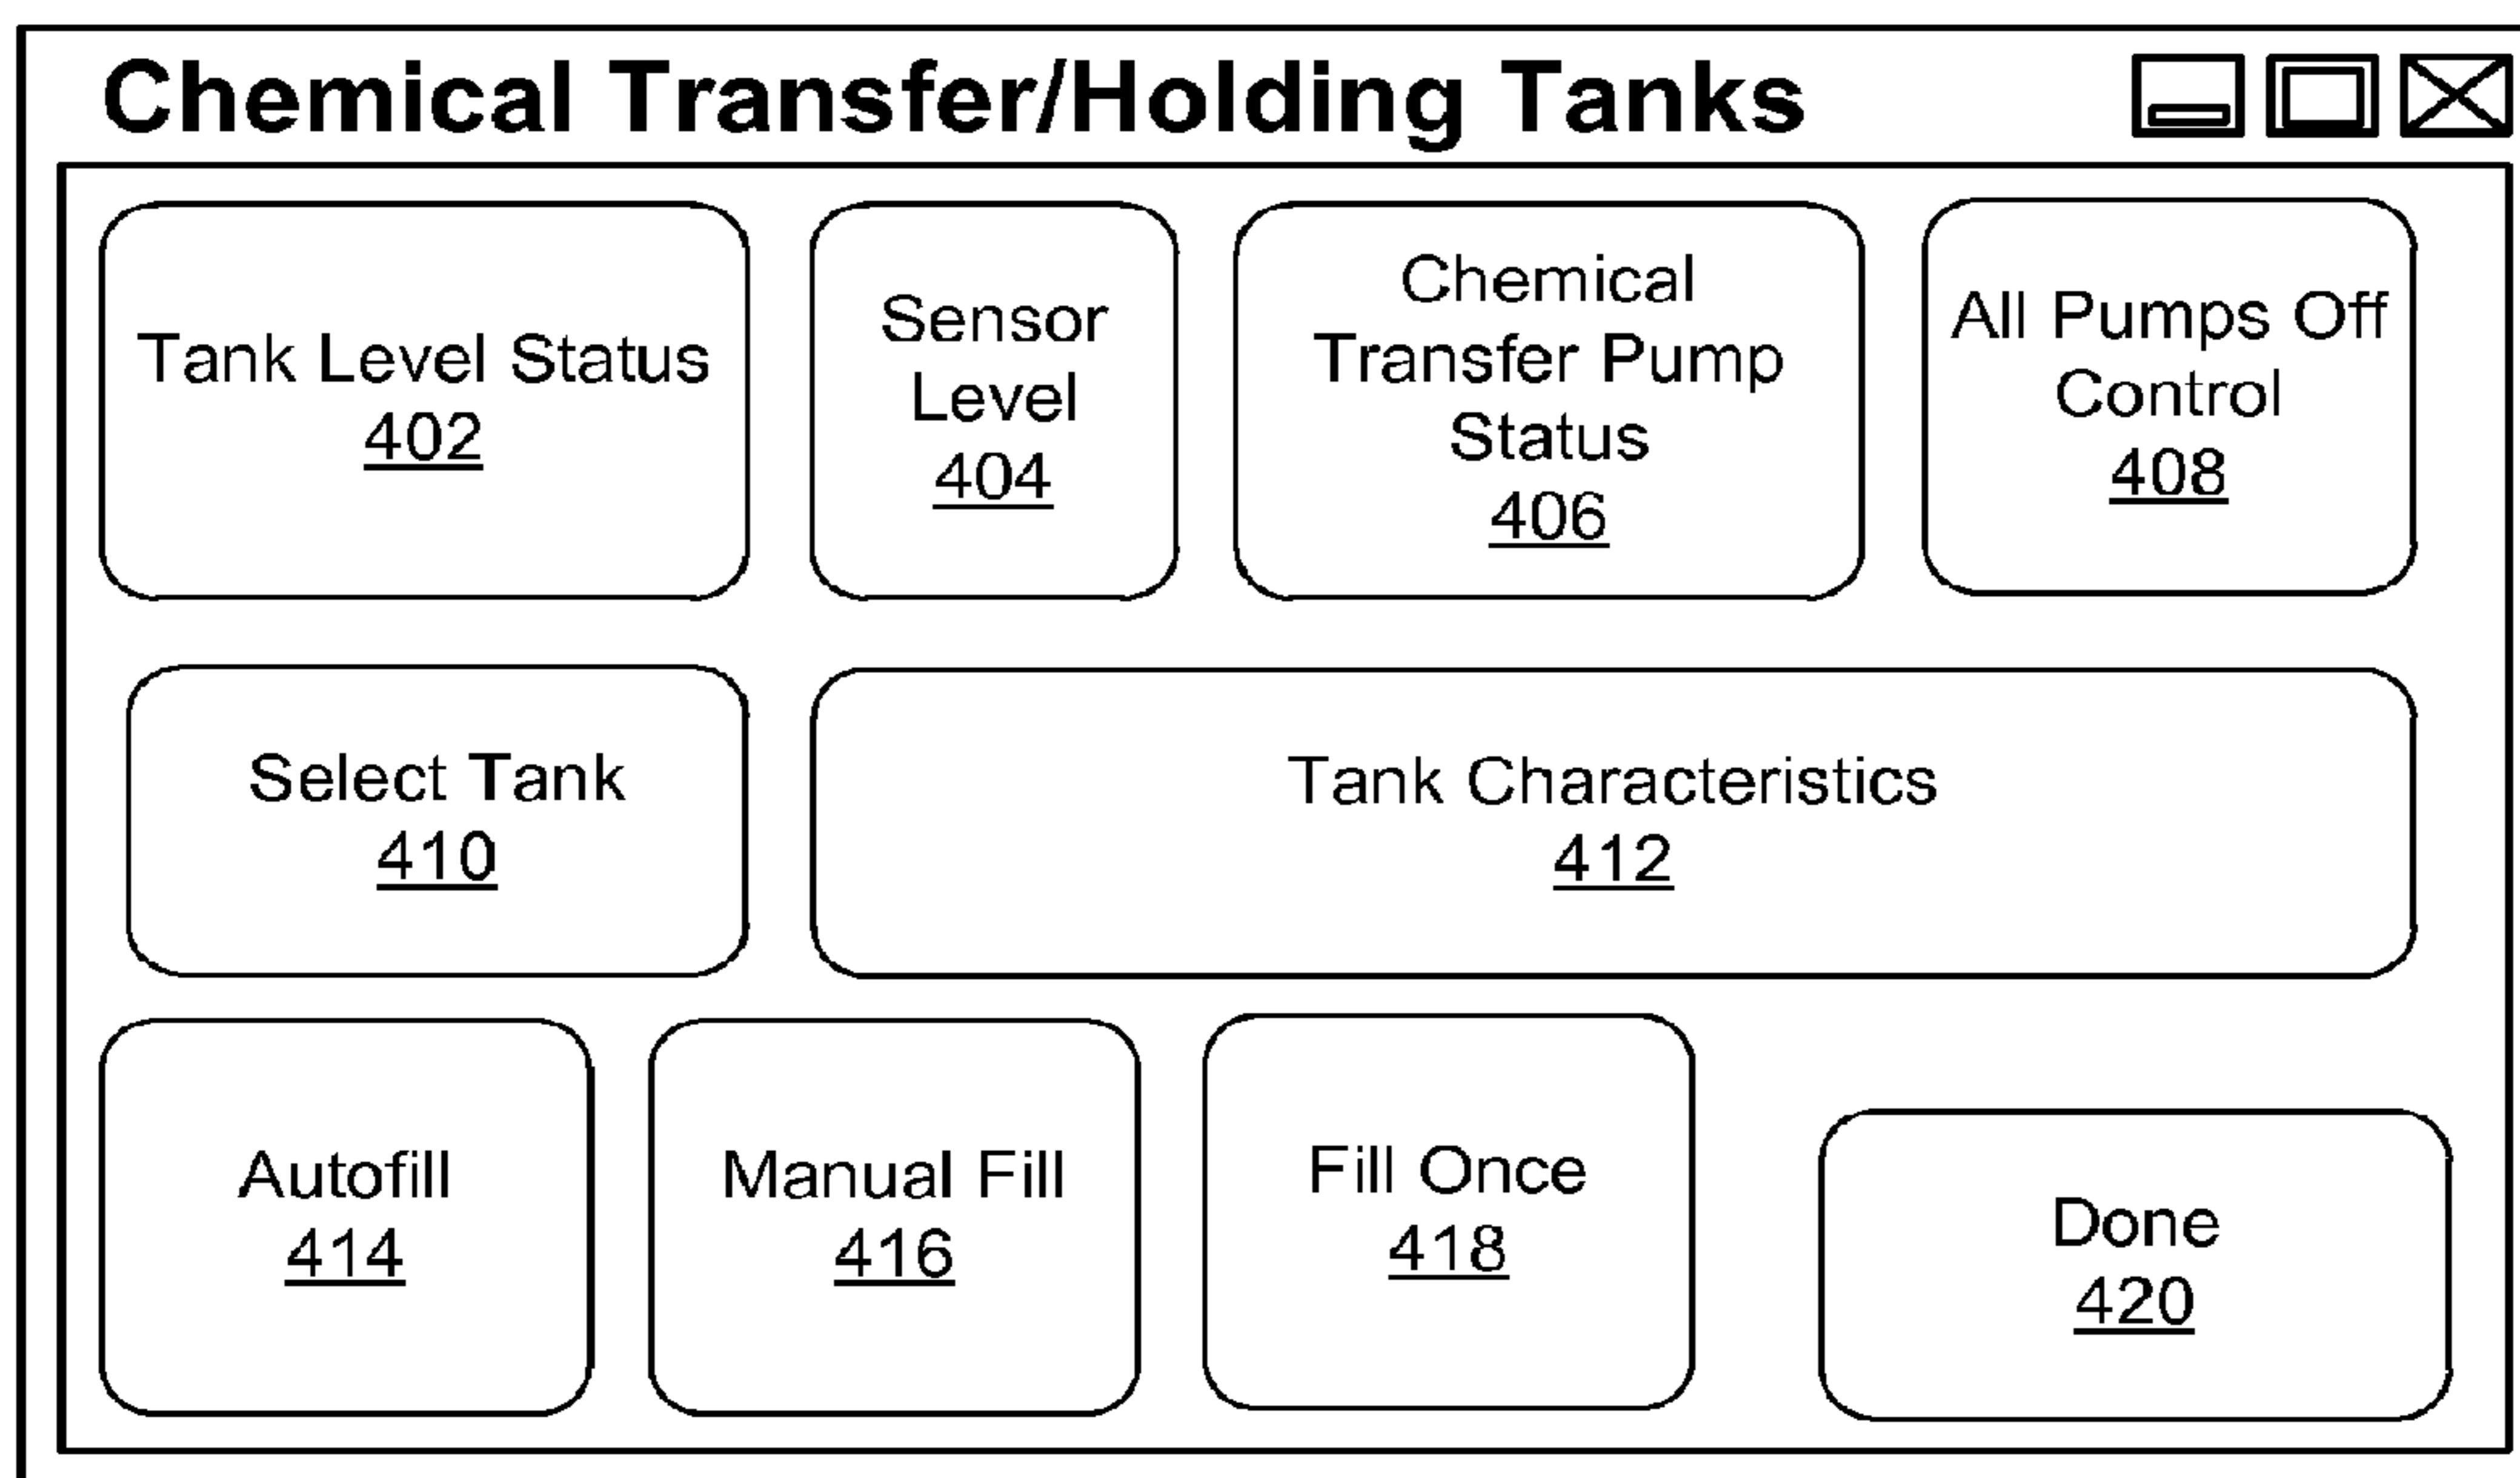 Chemical Transfer/Holding Tanks
Tank Level Status
402
Sensor
Level
404
Chemical
Transfer Pump
Status
406
All Pumps Off
Control
408
Select Tank
410
Tank Characteristics
412
Autofill
414
Manual Fill
416
Fill Once
418
Done
420